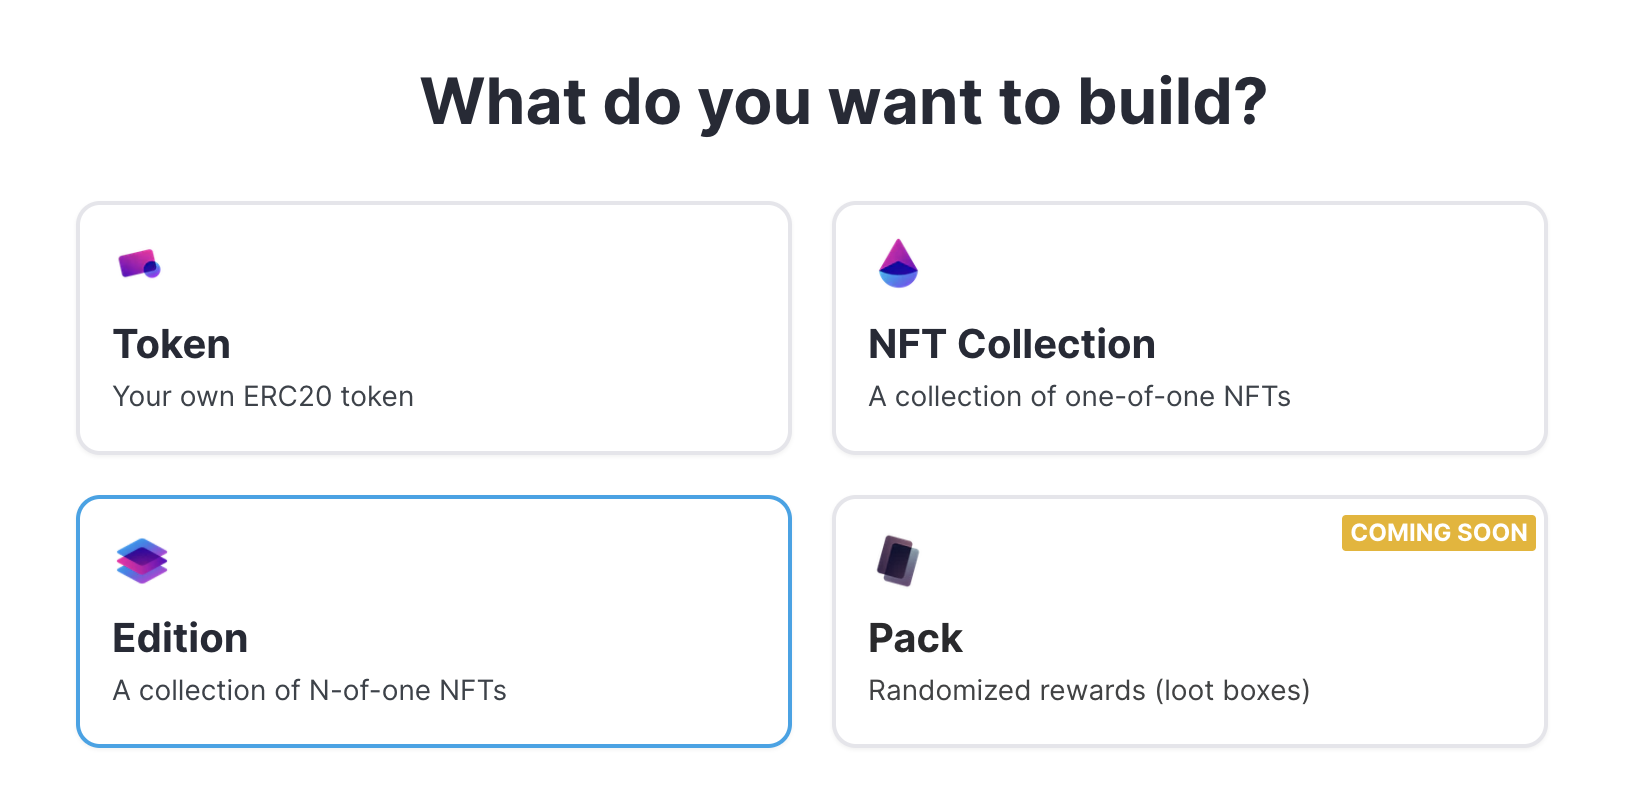 What do you want to build?
Token
Your own ERC20 token
NFT Collection
A collection of one-of-one NFTs
Edition
A collection of N-of-one NFTs
COMING SOON
Pack
Randomized rewards (loot boxes)